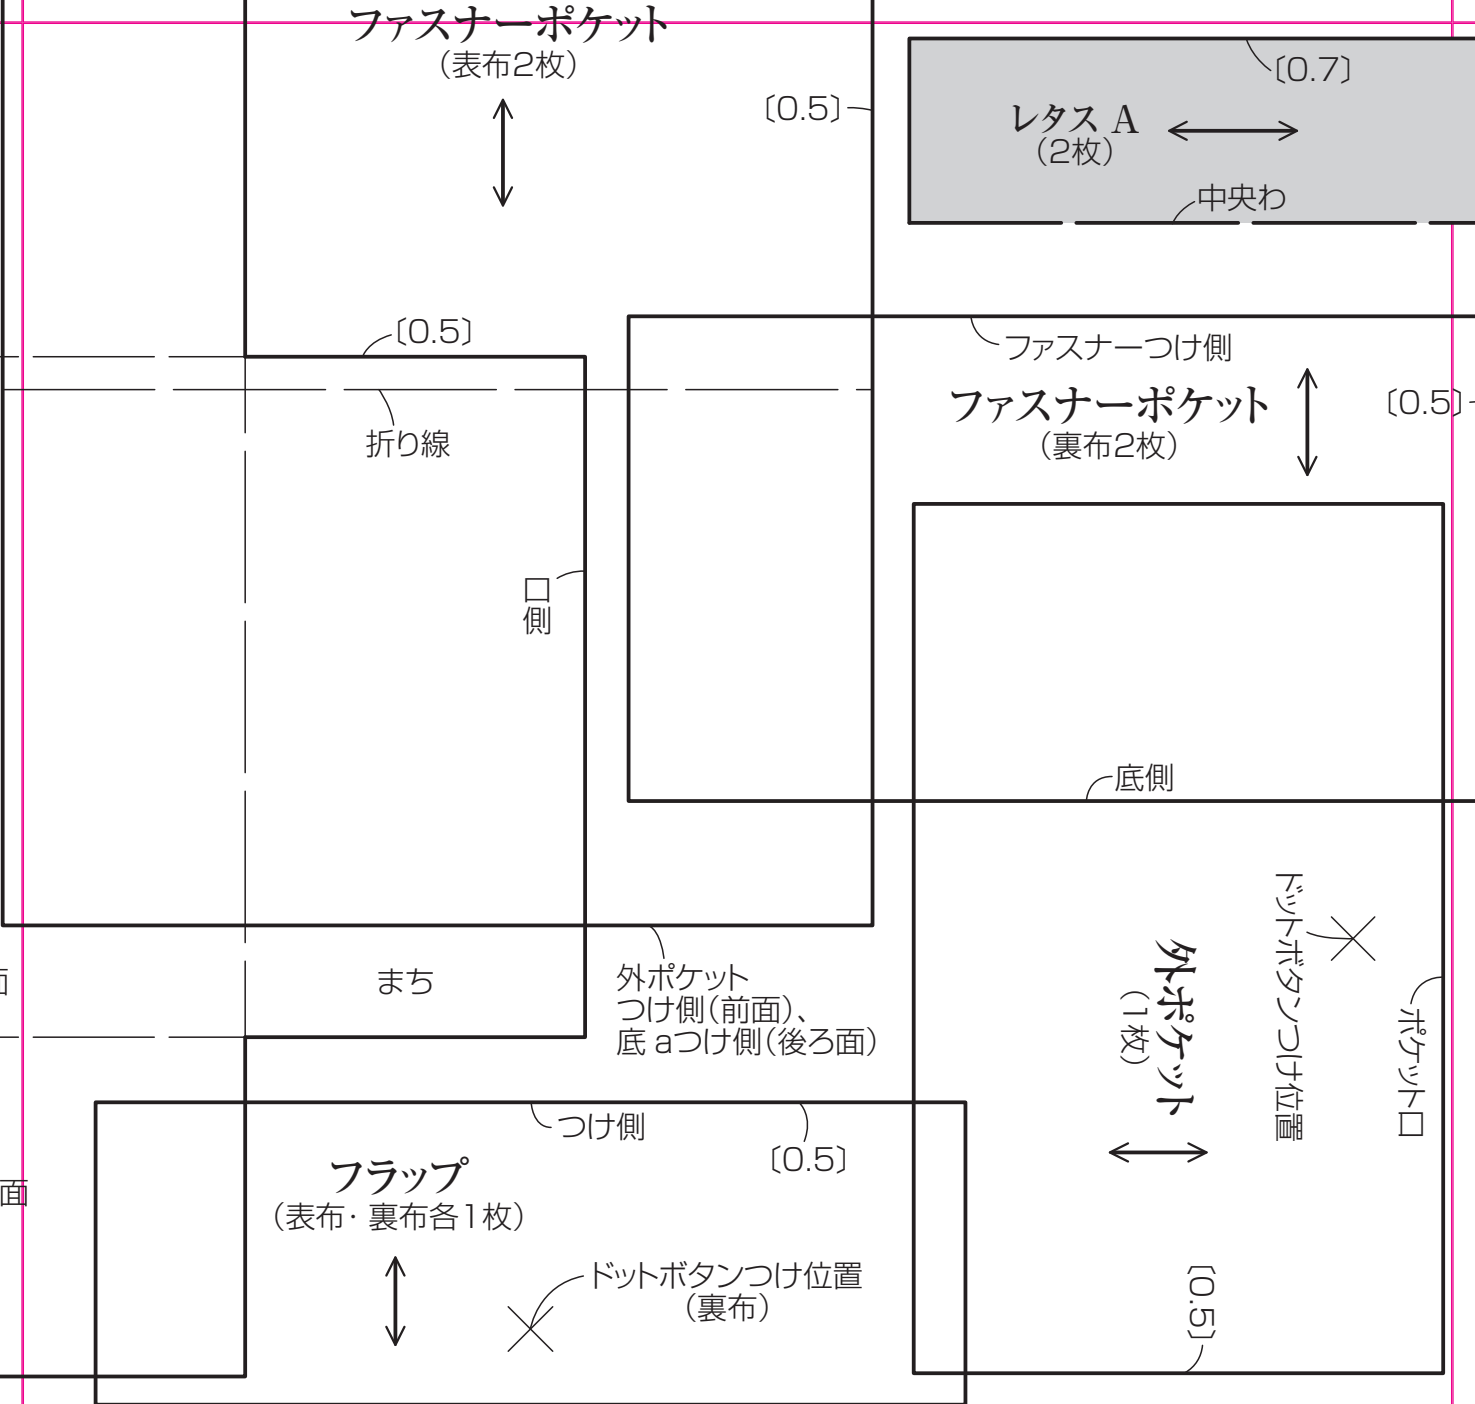 ファスナーポケット
（表布2枚）
〔0.5〕
〔0.7〕
レタス A
（2枚）
中央わ
〔0.5〕
折り線
ファスナーつけ側
ファスナーポケット
（裏布2枚）
〔0.5〕
口側
底側
まち
外ポケット
つけ側（前面）、
底 aつけ側（後ろ面）
ドットボタンつけ位置
外ポケット
（1枚）
ポケット口
〔0.5〕
つけ側
〔0.5〕
フラップ
（表布・裏布各1枚）
ドットボタンつけ位置
（裏布）
面